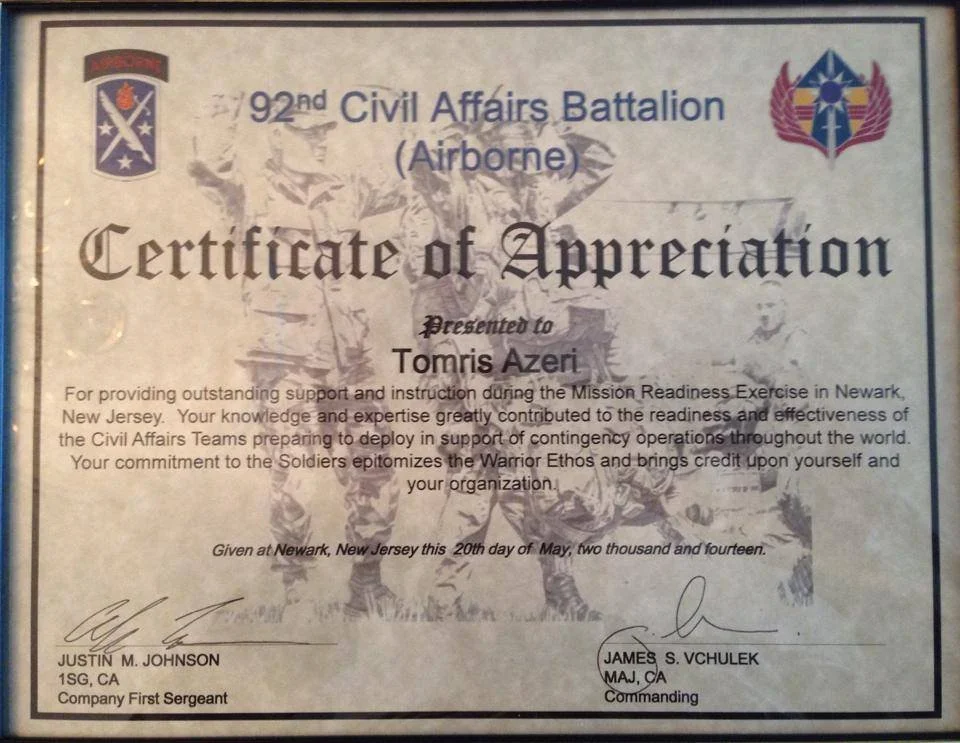 AIRBORNE
92nd Civil Affairs Battalion
(Airborne)
Certificate of Appreciation
Presented to
Tomris Azeri
For providing outstanding support and instruction during the Mission Readiness Exercise in Newark,
New Jersey. Your knowledge and expertise greatly contributed to the readiness and effectiveness of
the Civil Affairs Teams preparing to deploy in support of contingency operations throughout the world.
Your commitment to the Soldiers epitomizes the Warrior Ethos and brings credit upon yourself and
your organization.
Given at Newark, New Jersey this 20th day of May, two thousand and fourteen.
JUSTIN M. JOHNSON
1SG, CA
Company First Sergeant
JAMES S. VCHULEK
MAJ, CA
Commanding